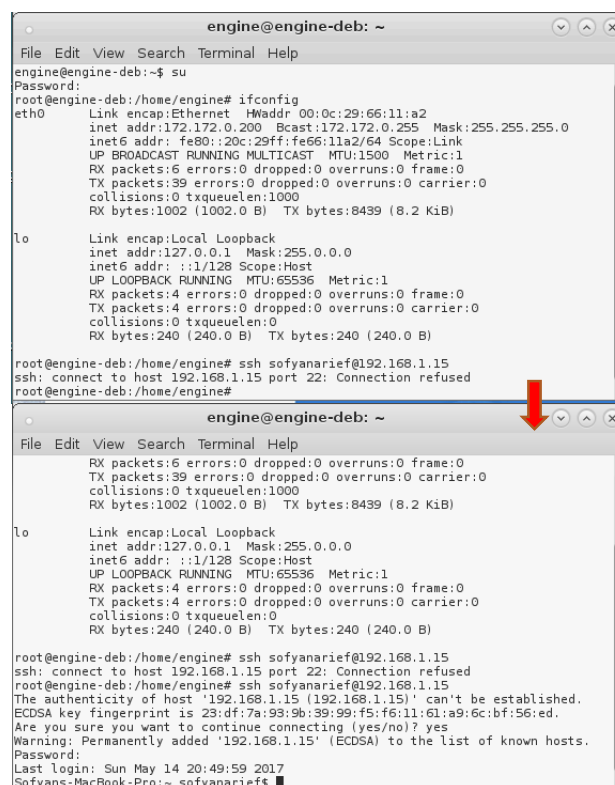 engine@engine-deb: ~
File Edit View Search Terminal Help
engine@engine-deb:~$ su
Password:
root@engine-deb:/home/engine# ifconfig
eth0 Link encap:Ethernet HWaddr 00:0c:29:66:11:a2
inet addr:172.172.0.200 Bcast:172.172.0.255 Mask:255.255.255.0
inet6 addr: fe80::20c:29ff:fe66:11a2/64 Scope:Link
UP BROADCAST RUNNING MULTICAST MTU:1500 Metric:1
RX packets:6 errors:0 dropped:0 overruns:0 frame:0
TX packets:39 errors:0 dropped:0 overruns:0 carrier:0
collisions:0 txqueuelen:1000
RX bytes:1002 (1002.0 B) TX bytes:8439 (8.2 KiB)
lo Link encap:Local Loopback
inet addr:127.0.0.1 Mask:255.0.0.0
inet6 addr: ::1/128 Scope:Host
UP LOOPBACK RUNNING MTU:65536 Metric:1
RX packets:4 errors:0 dropped:0 overruns:0 frame:0
TX packets:4 errors:0 dropped:0 overruns:0 carrier:0
collisions:0 txqueuelen:0
RX bytes:240 (240.0 B) TX bytes:240 (240.0 B)
root@engine-deb:/home/engine# ssh sofyanarief@192.168.1.15
ssh: connect to host 192.168.1.15 port 22: Connection refused
root@engine-deb:/home/engine#
engine@engine-deb: ~
File Edit View Search Terminal Help
RX packets:6 errors:0 dropped:0 overruns:0 frame:0
TX packets:39 errors:0 dropped:0 overruns:0 carrier:0
collisions:0 txqueuelen:1000
RX bytes:1002 (1002.0 B) TX bytes:8439 (8.2 KiB)
lo Link encap:Local Loopback
inet addr:127.0.0.1 Mask:255.0.0.0
inet6 addr: ::1/128 Scope:Host
UP LOOPBACK RUNNING MTU:65536 Metric:1
RX packets:4 errors:0 dropped:0 overruns:0 frame:0
TX packets:4 errors:0 dropped:0 overruns:0 carrier:0
collisions:0 txqueuelen:0
RX bytes:240 (240.0 B) TX bytes:240 (240.0 B)
root@engine-deb:/home/engine# ssh sofyanarief@192.168.1.15
ssh: connect to host 192.168.1.15 port 22: Connection refused
root@engine-deb:/home/engine# ssh sofyanarief@192.168.1.15
The authenticity of host '192.168.1.15 (192.168.1.15)' can't be established.
ECDSA key fingerprint is 23:df:7a:93:9b:39:99:f5:f6:11:61:a9:6c:bf:56:ed.
Are you sure you want to continue connecting (yes/no)? yes
Warning: Permanently added '192.168.1.15' (ECDSA) to the list of known hosts.
Password:
Last login: Sun May 14 20:49:59 2017
Sofyans-MacBook-Pro:~ sofyanarief$